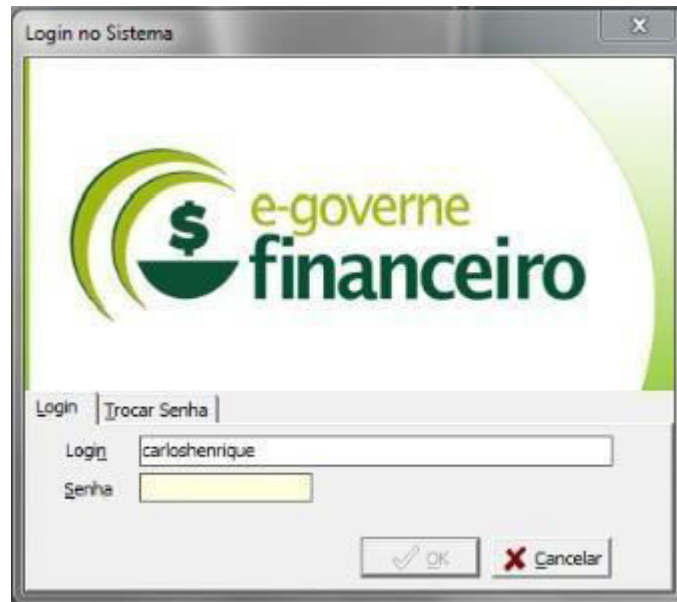 Login no Sistema
e-governe
financeiro
Login Trocar Senha
Login carloshenrique
Senha
OK Cancelar